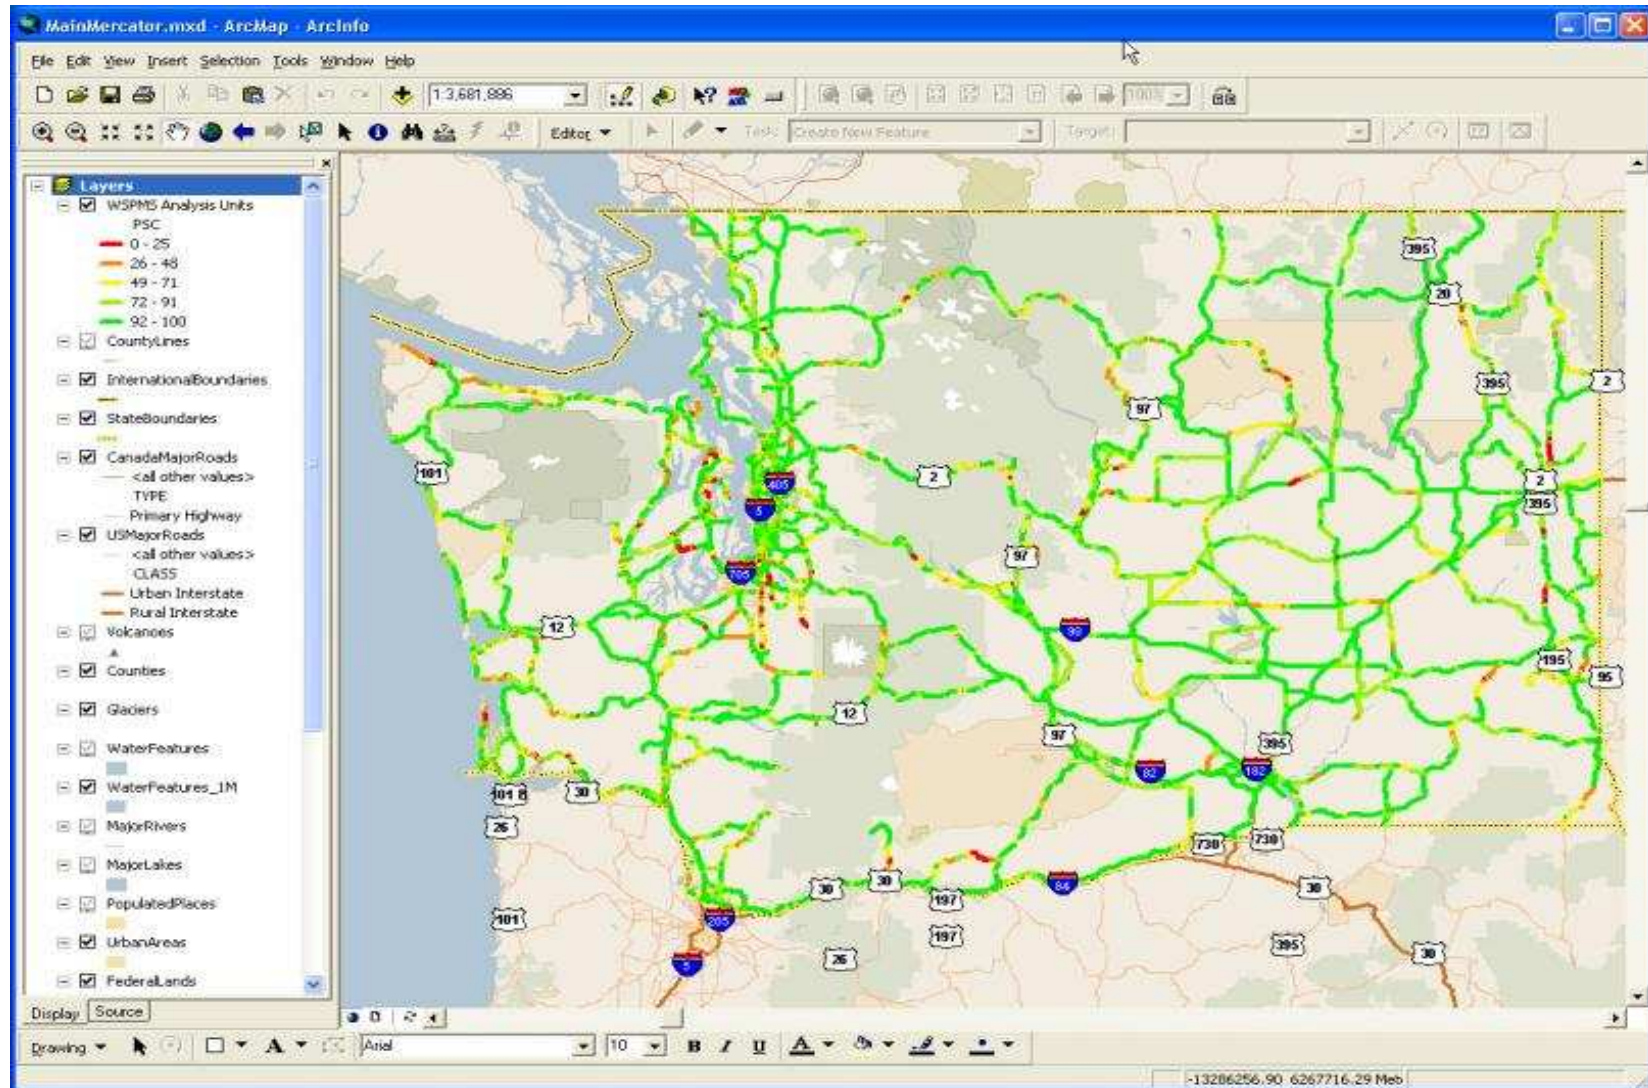 MainMercator.mxd - ArcMap - ArcInfo
File Edit View Insert Selection Tools Window Help
1:3,681,886
100%
Editor
Task: Create New Feature
Target:
Layers
WSPMS Analysis Units
PSC
0 - 25
26 - 48
49 - 71
72 - 91
92 - 100
CountyLines
InternationalBoundaries
StateBoundaries
CanadaMajorRoads
<all other values>
TYPE
Primary Highway
USMajorRoads
<all other values>
CLASS
Urban Interstate
Rural Interstate
Volcanoes
Counties
Glaciers
WaterFeatures
WaterFeatures_1M
MajorRivers
MajorLakes
PopulatedPlaces
UrbanAreas
FederalLands
Display Source
395
20
395
2
97
101
405
2
2
5
395
97
705
12
90
195
95
12
97
395
82
182
101 B
30
26
730
730
30
30
84
30
197
101
205
197
395
26
30
5
Drawing
A
Arial
10
B I U A
-13286256.90 6267716.29 Met